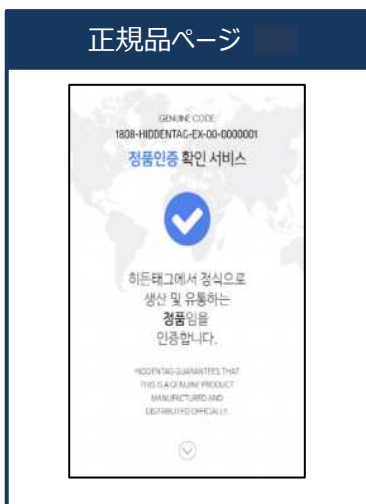 正規品ページ
GENUINE CODE
1808-HIDDENTAG-EX-00-0000001
정품인증 확인 서비스
히든태그에서 정식으로
생산 및 유통하는
정품임을
인증합니다.
HIDDENTAG GUARANTEES THAT
THIS IS A GENUINE PRODUCT
MANUFACTURED AND
DISTRIBUTED OFFICIALLY.